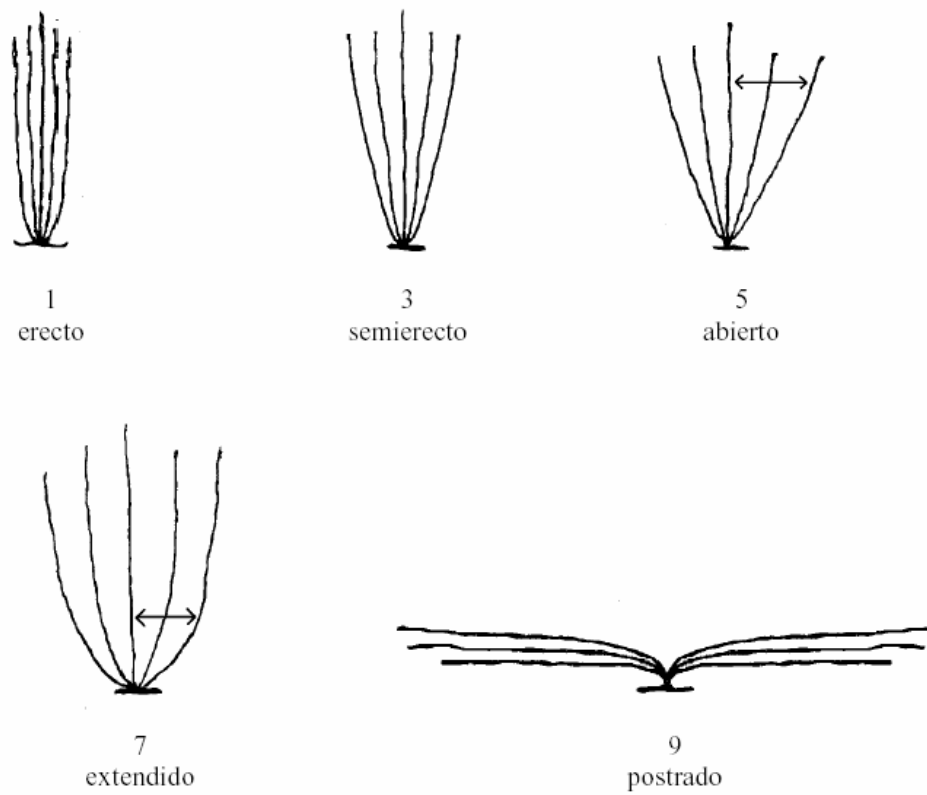 1
erecto
3
semierecto
5
abierto
7
extendido
9
postrado